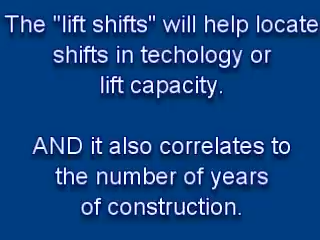 The "lift shifts" will help locate
shifts in techology or
lift capacity.
AND it also correlates to
the number of years
of construction.